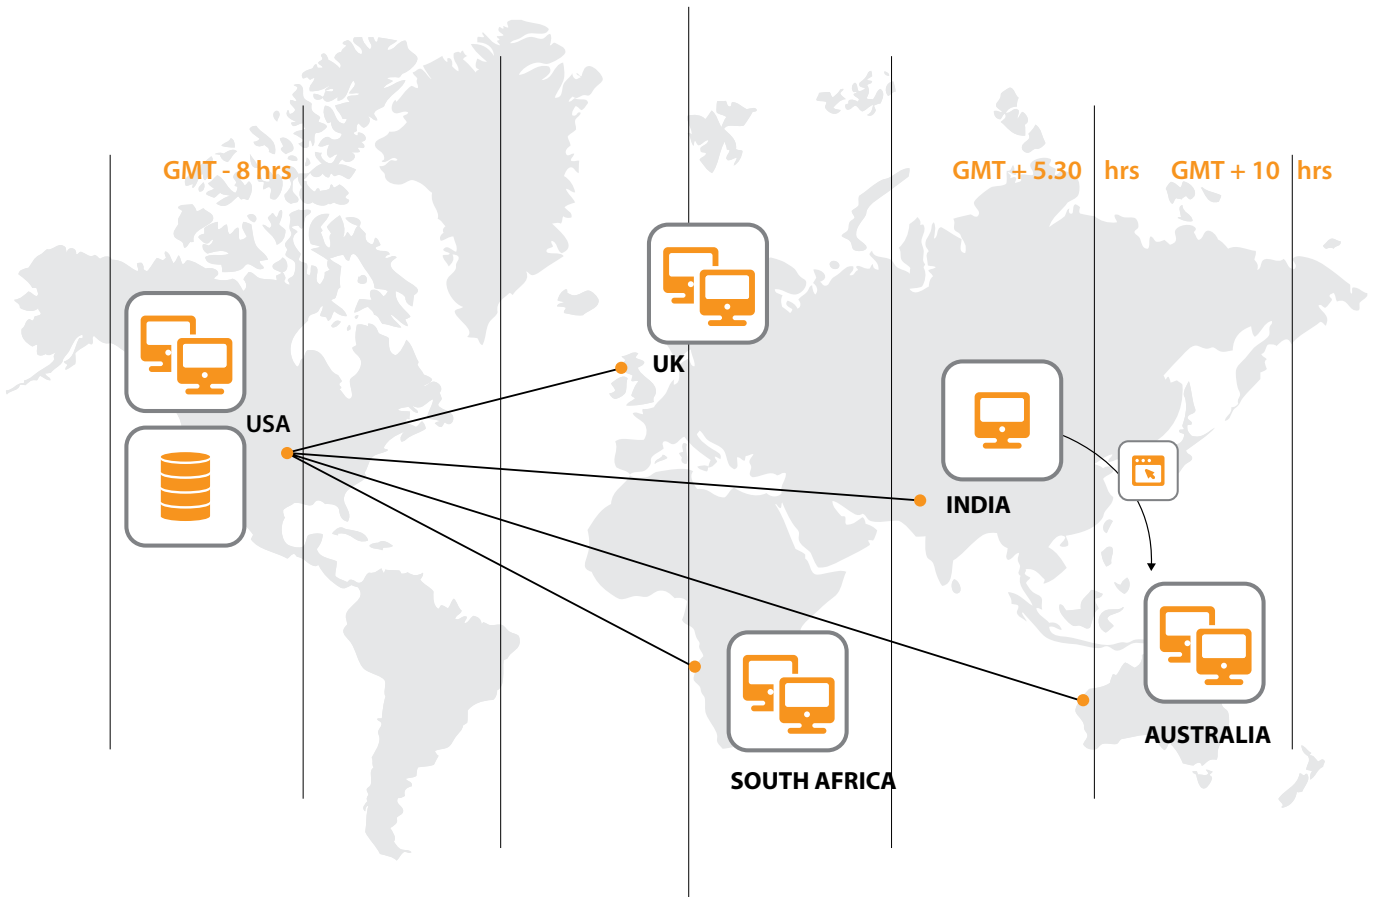 GMT - 8 hrs
GMT + 5.30 hrs
GMT + 10 hrs
UK
USA
INDIA
AUSTRALIA
SOUTH AFRICA